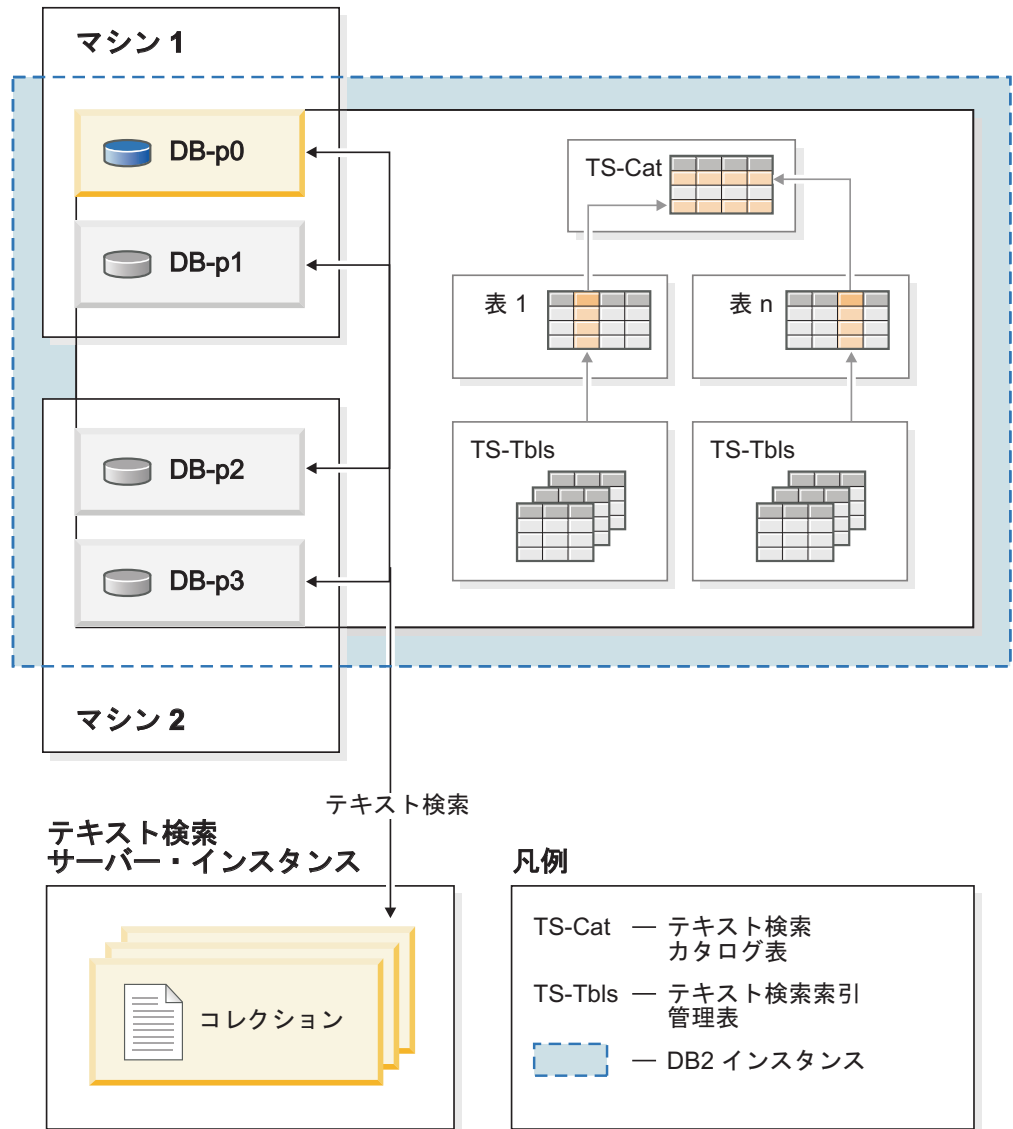 マシン 1
DB-p0
DB-p1
TS-Cat
表 1
表 n
TS-Tbls
TS-Tbls
DB-p2
DB-p3
マシン 2
テキスト検索
テキスト検索
サーバー・インスタンス
コレクション
凡例
TS-Cat — テキスト検索
カタログ表
TS-Tbls — テキスト検索索引
管理表
— DB2 インスタンス